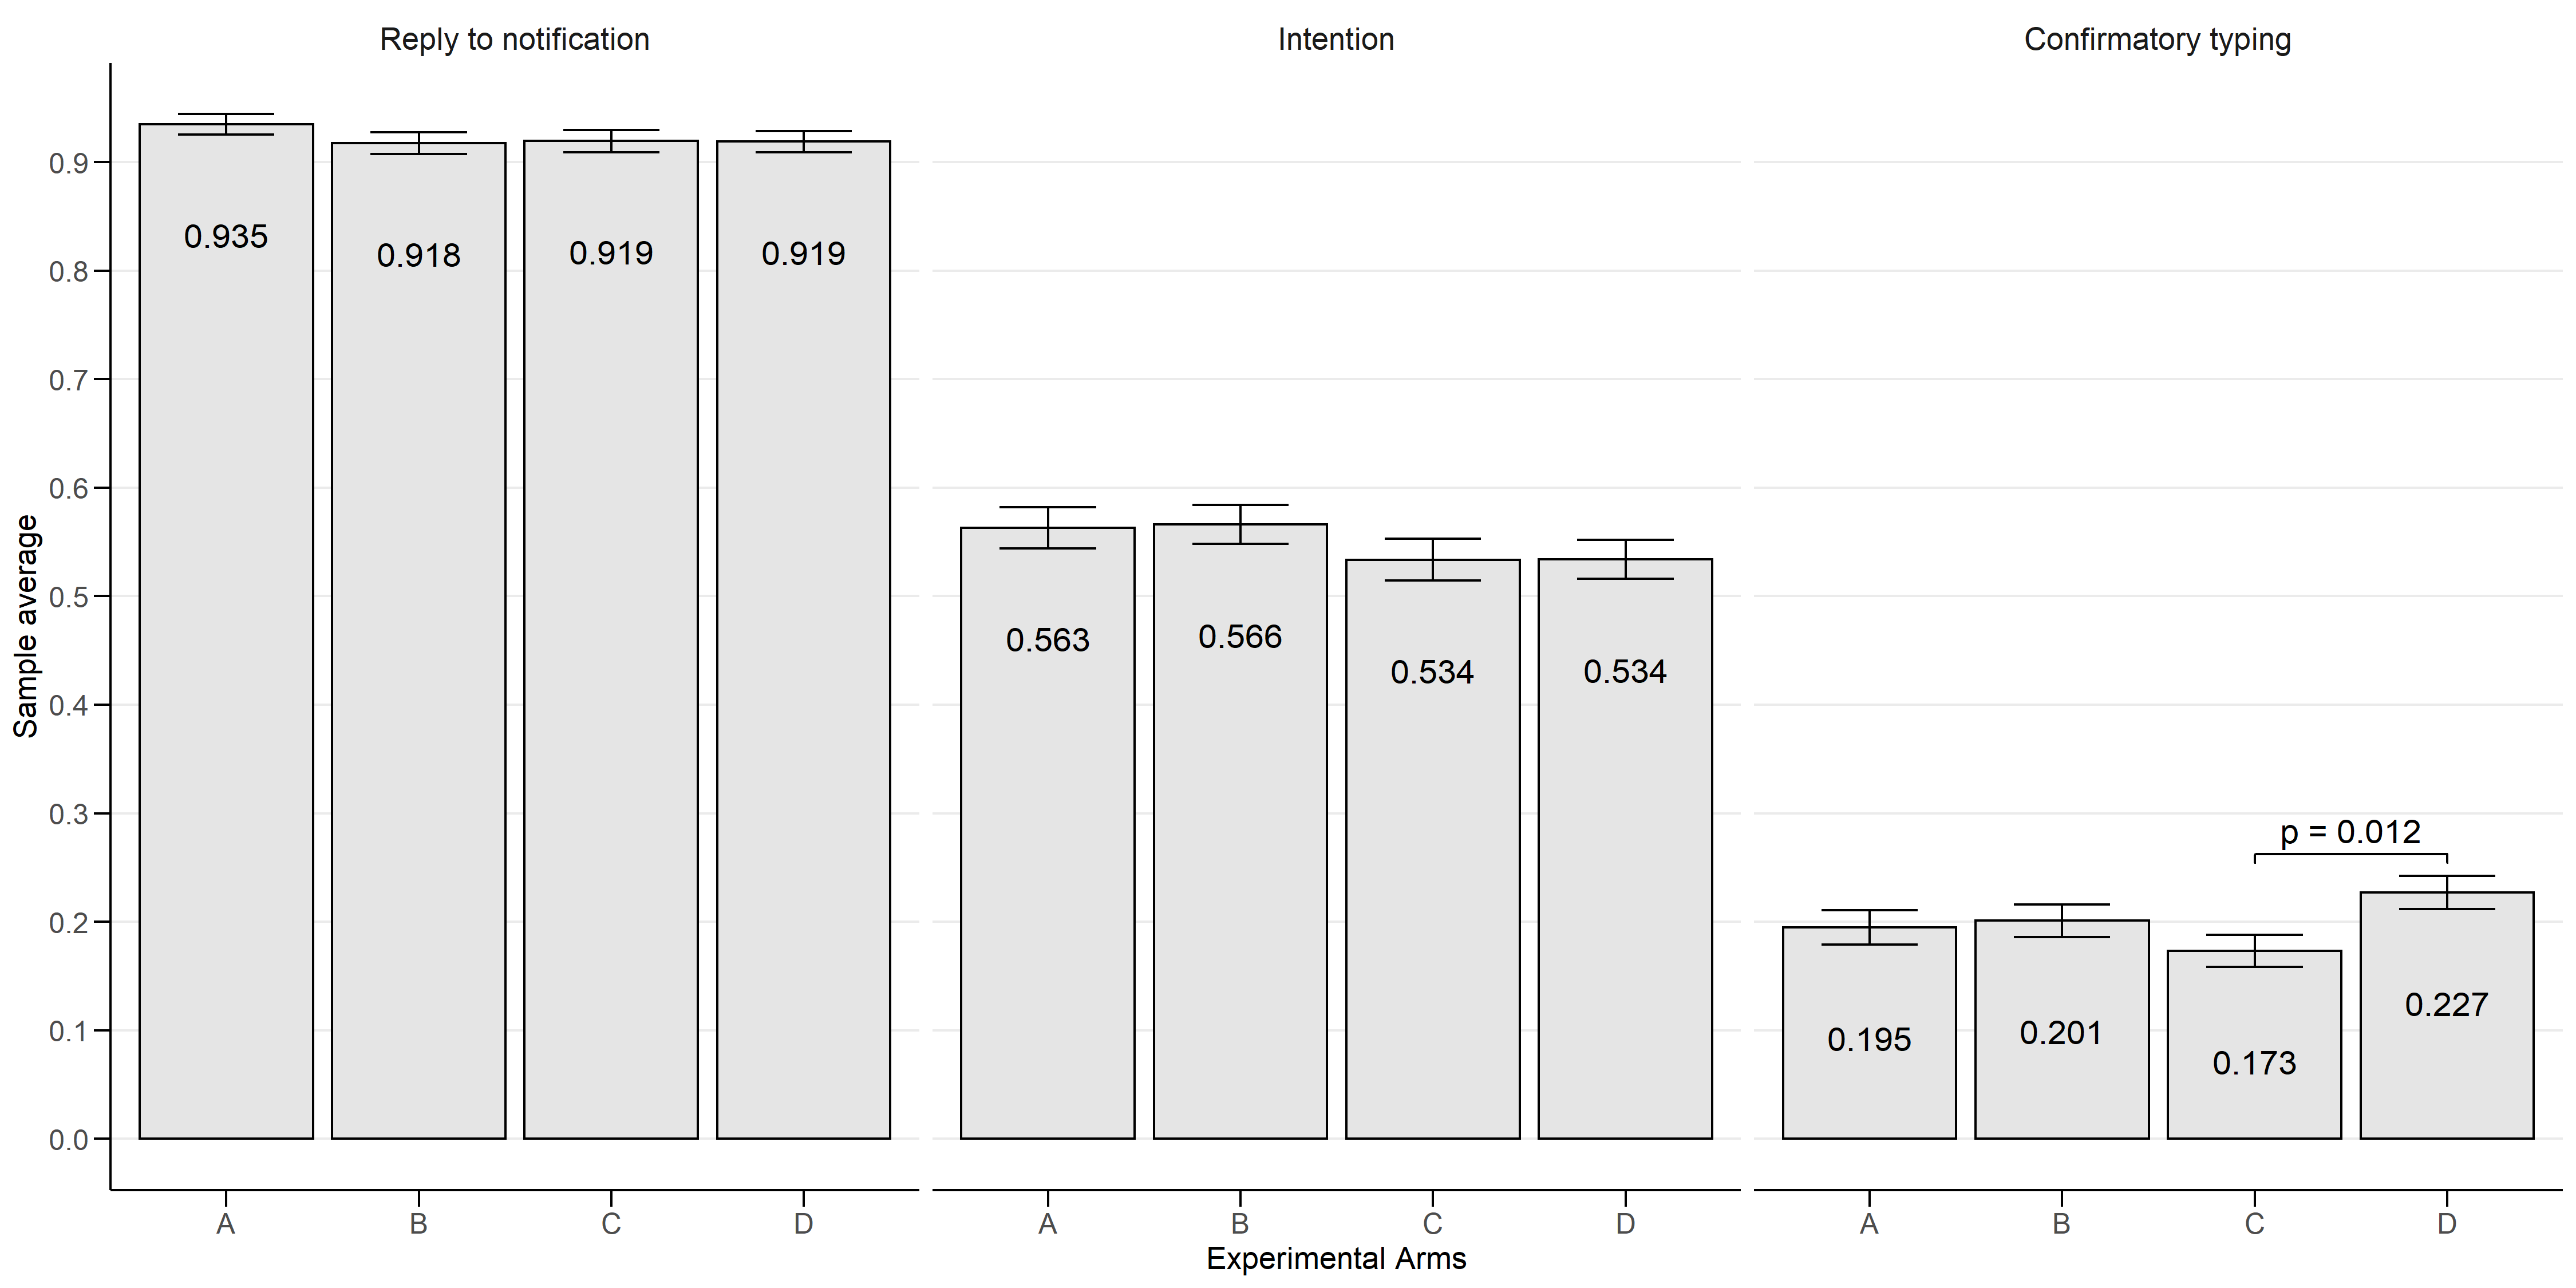 Reply to notification
Intention
Confirmatory typing
Sample average
0.9
0.8
0.7
0.6
0.5
0.4
0.3
0.2
0.1
0.0
0.935
0.918
0.919
0.919
0.563
0.566
0.534
0.534
p = 0.012
0.195
0.201
0.173
0.227
A B C D
A B C D
A B C D
Experimental Arms